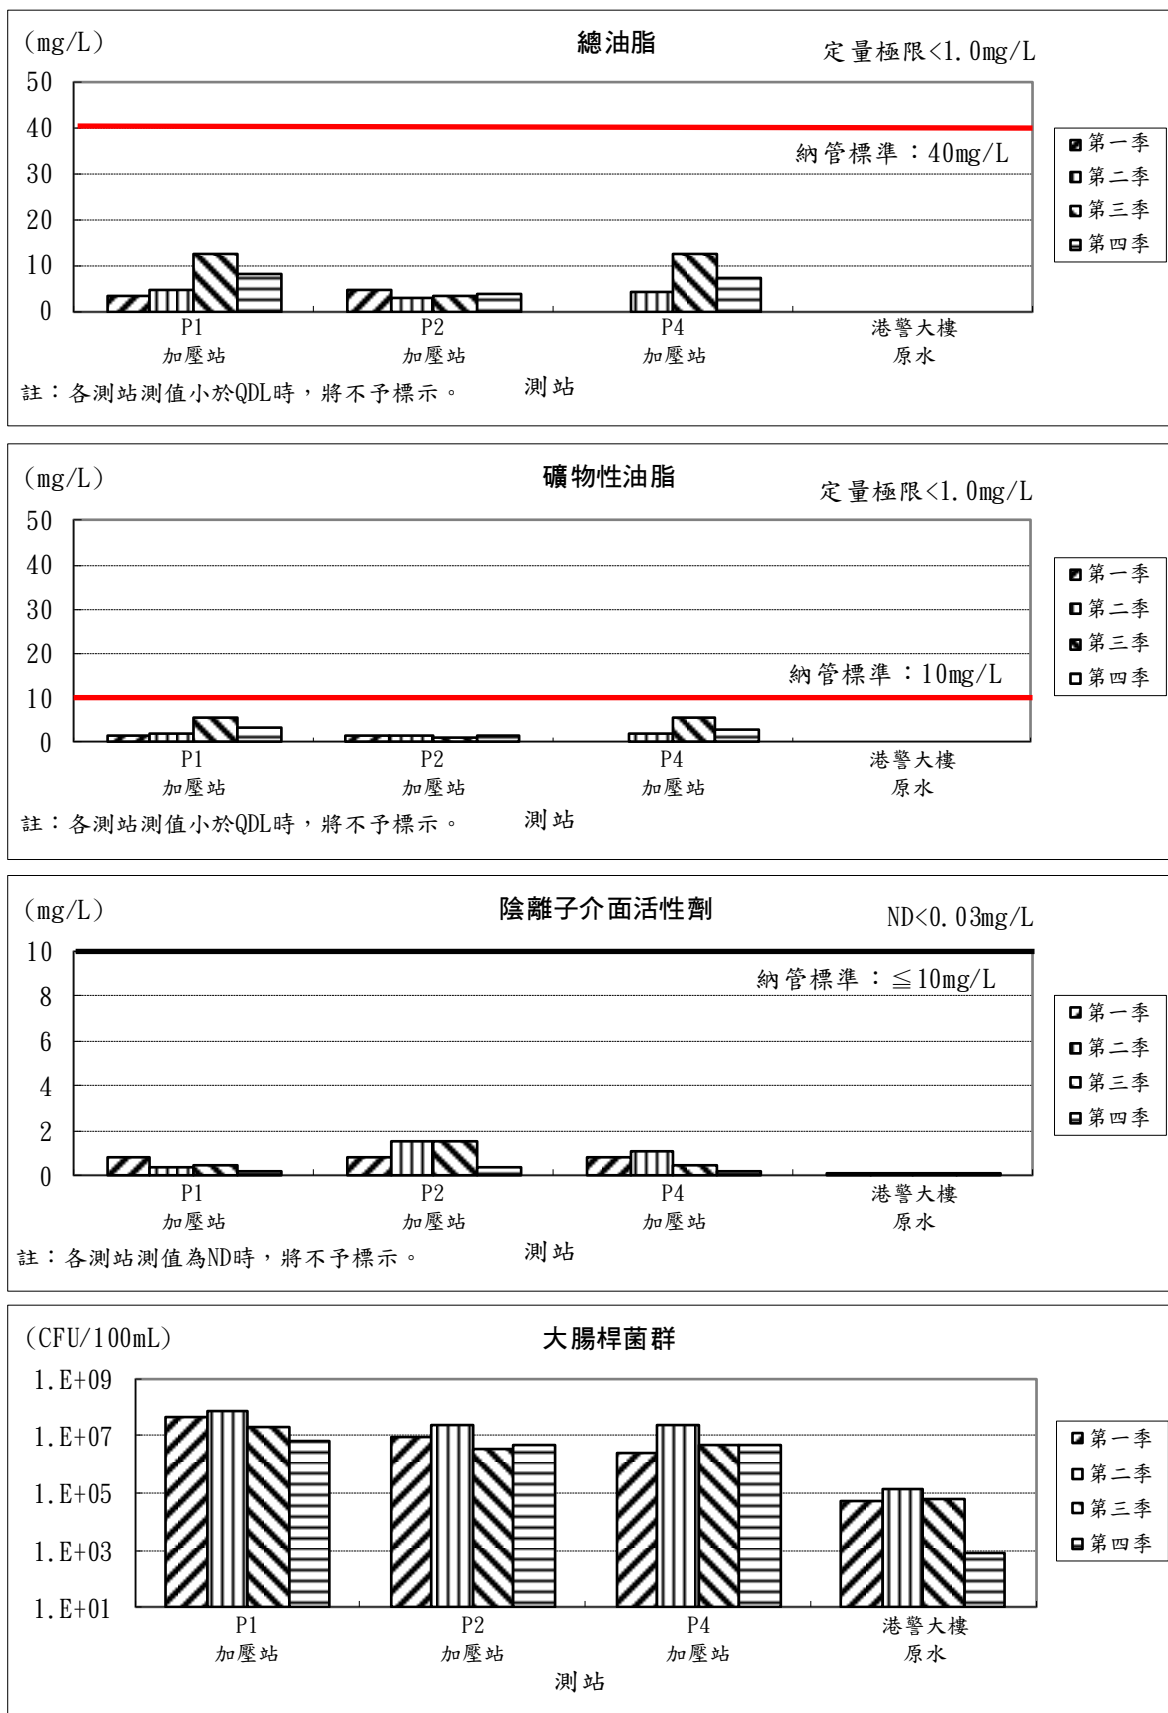 (mg/L)
總油脂
定量極限<1.0mg/L
50
40
30
20
10
0
納管標準：40mg/L
第一季
第二季
第三季
第四季
P1
加壓站
P2
加壓站
P4
加壓站
港警大樓
原水
註：各測站測值小於QDL時，將不予標示。
測站
(mg/L)
礦物性油脂
定量極限<1.0mg/L
50
40
30
20
10
0
納管標準：10mg/L
第一季
第二季
第三季
第四季
P1
加壓站
P2
加壓站
P4
加壓站
港警大樓
原水
註：各測站測值小於QDL時，將不予標示。
測站
(mg/L)
陰離子介面活性劑
ND<0.03mg/L
10
8
6
4
2
0
納管標準：≦10mg/L
第一季
第二季
第三季
第四季
P1
加壓站
P2
加壓站
P4
加壓站
港警大樓
原水
註：各測站測值為ND時，將不予標示。
測站
(CFU/100mL)
大腸桿菌群
1.E+09
1.E+07
1.E+05
1.E+03
1.E+01
第一季
第二季
第三季
第四季
P1
加壓站
P2
加壓站
P4
加壓站
港警大樓
原水
測站